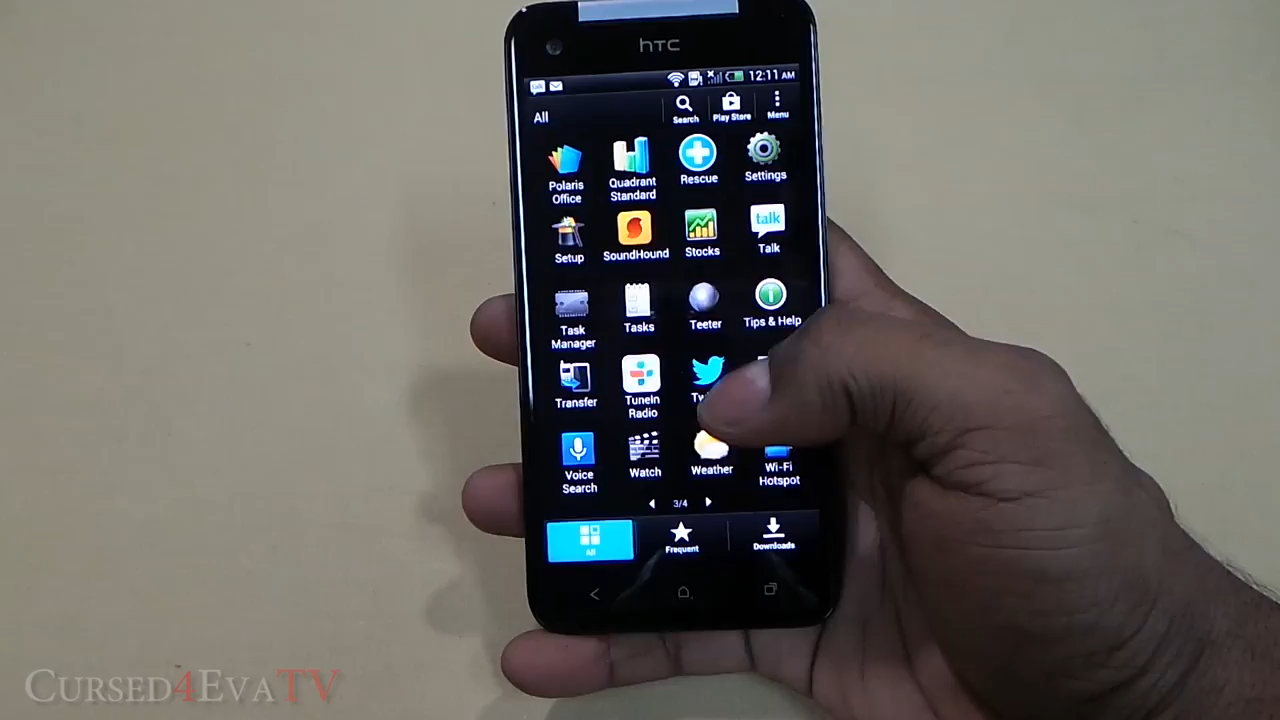 hTC
talk
12:11 AM
All
Search
Play Store
Menu
Polaris
Office
Quadrant
Standard
Rescue
Settings
Setup
SoundHound
Stocks
talk
Talk
Task
Manager
Tasks
Teeter
Tips & Help
Transfer
TuneIn
Radio
Voice
Search
Watch
Weather
Wi-Fi
Hotspot
3/4
All
Frequent
Downloads
Cursed4EvaTV